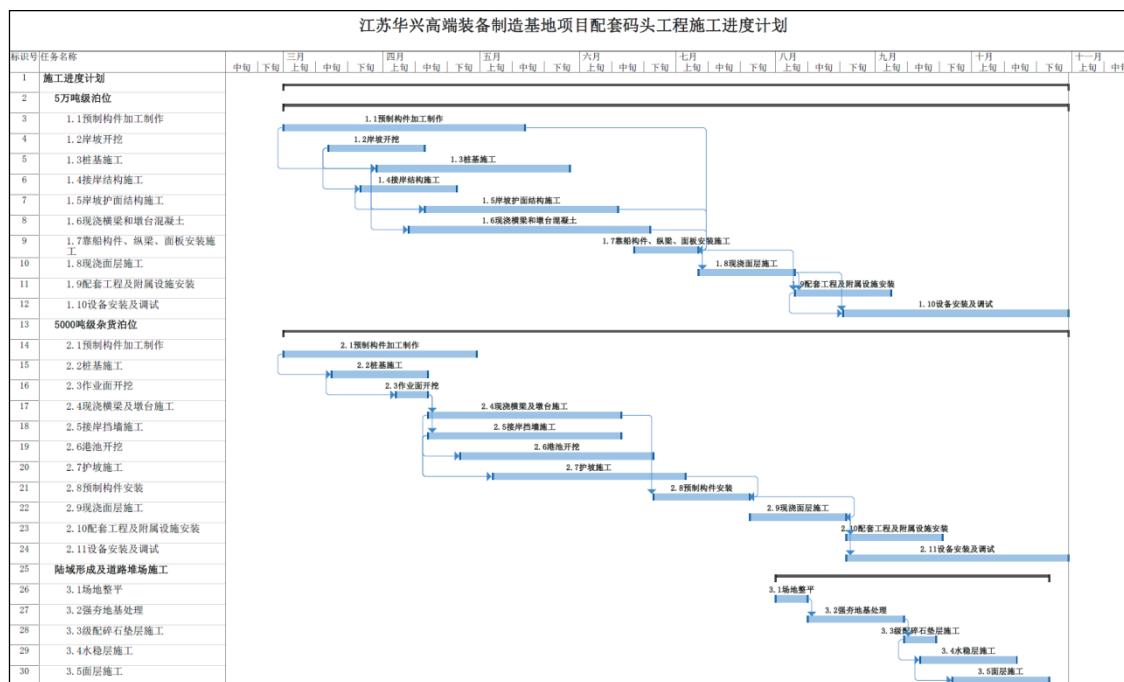 江苏华兴高端装备制造基地项目配套码头工程施工进度计划
标识号 任务名称 三月 四月 五月 六月 七月 八月 九月 十月 十一月
中旬 下旬 上旬 中旬 下旬 上旬 中旬 下旬 上旬 中旬 下旬 上旬 中旬 下旬 上旬 中旬 下旬 上旬 中旬 下旬 上旬 中旬 下旬 上旬 中旬 下旬 上旬 中旬
1 施工进度计划
2 5万吨级泊位
3 1.1预制构件加工制作 1.1预制构件加工制作
4 1.2岸坡开挖 1.2岸坡开挖
5 1.3桩基施工 1.3桩基施工
6 1.4接岸结构施工 1.4接岸结构施工
7 1.5岸坡护面结构施工 1.5岸坡护面结构施工
8 1.6现浇横梁和墩台混凝土 1.6现浇横梁和墩台混凝土
9 1.7靠船构件、纵梁、面板安装施工 1.7靠船构件、纵梁、面板安装施工
10 1.8现浇面层施工 1.8现浇面层施工
11 1.9配套工程及附属设施安装 9配套工程及附属设施安装
12 1.10设备安装及调试 1.10设备安装及调试
13 5000吨级杂货泊位
14 2.1预制构件加工制作 2.1预制构件加工制作
15 2.2桩基施工 2.2桩基施工
16 2.3作业面开挖 2.3作业面开挖
17 2.4现浇横梁及墩台施工 2.4现浇横梁及墩台施工
18 2.5接岸挡墙施工 2.5接岸挡墙施工
19 2.6港池开挖 2.6港池开挖
20 2.7护坡施工 2.7护坡施工
21 2.8预制构件安装 2.8预制构件安装
22 2.9现浇面层施工 2.9现浇面层施工
23 2.10配套工程及附属设施安装 2.10配套工程及附属设施安装
24 2.11设备安装及调试 2.11设备安装及调试
25 陆域形成及道路堆场施工
26 3.1场地整平 3.1场地整平
27 3.2强夯地基处理 3.2强夯地基处理
28 3.3级配碎石垫层施工 3.3级配碎石垫层施工
29 3.4水稳层施工 3.4水稳层施工
30 3.5面层施工 3.5面层施工